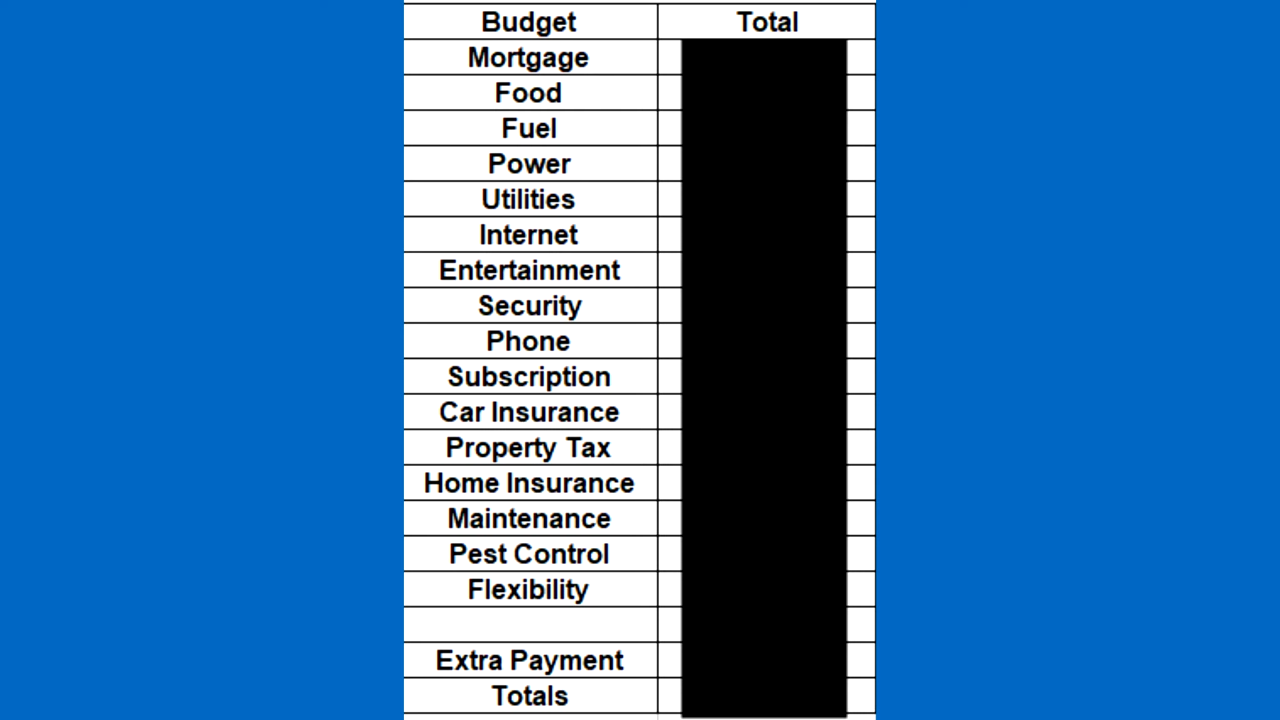 Budget Total
Mortgage
Food
Fuel
Power
Utilities
Internet
Entertainment
Security
Phone
Subscription
Car Insurance
Property Tax
Home Insurance
Maintenance
Pest Control
Flexibility
Extra Payment
Totals